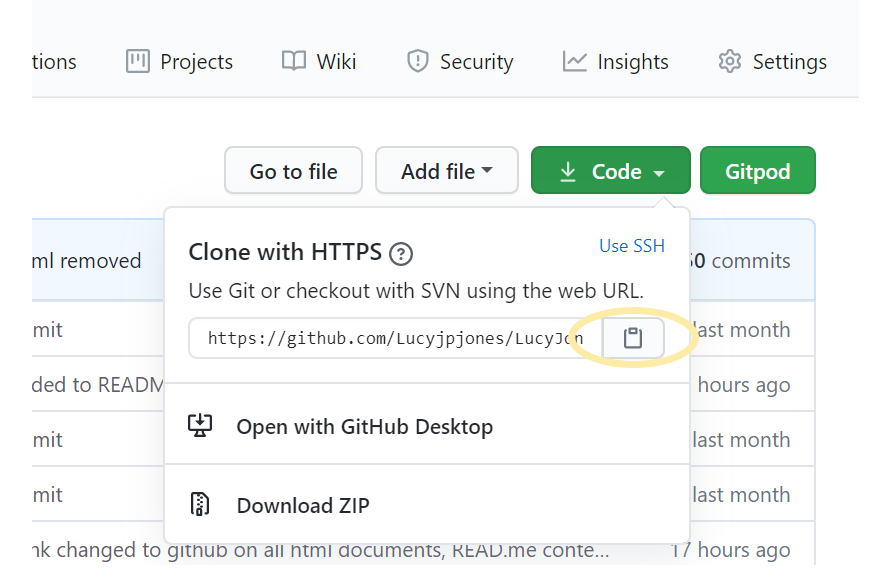 tions Projects Wiki Security Insights Settings
Go to file Add file Code Gitpod
Clone with HTTPS ? Use SSH
ml removed 50 commits
Use Git or checkout with SVN using the web URL.
https://github.com/Lucyjpjones/LucyJon
mit last month
ded to READM hours ago
Open with GitHub Desktop
mit last month
mit last month
Download ZIP
nk changed to github on all html documents, READ.me conte... 17 hours ago